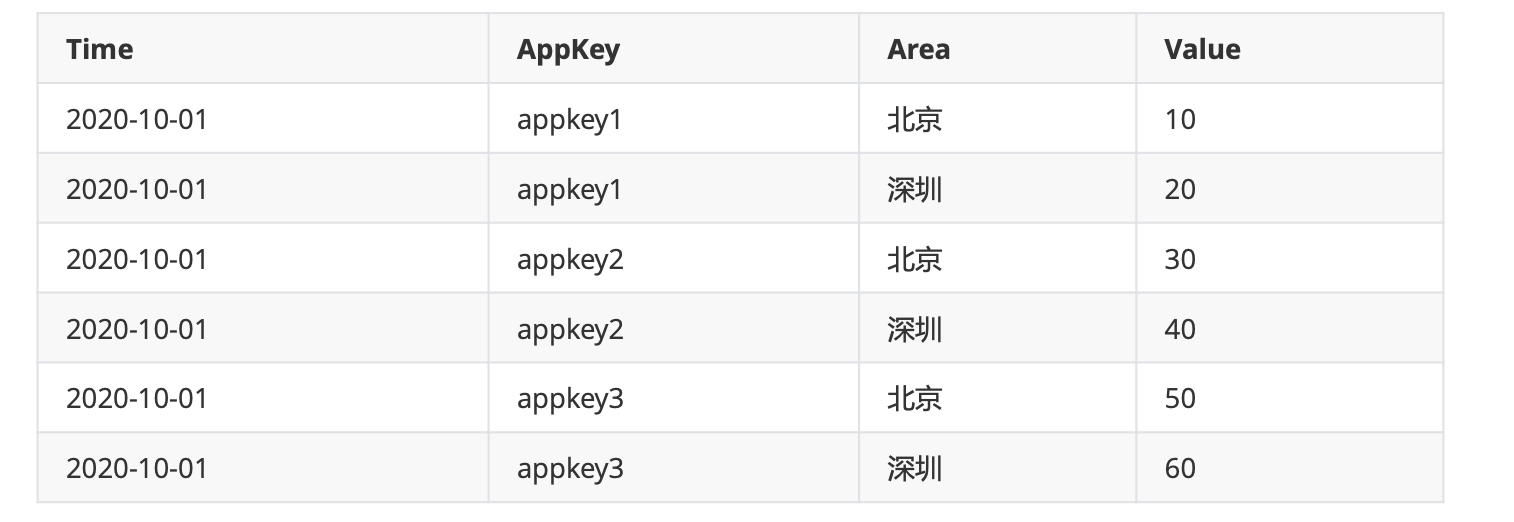 Time AppKey Area Value
2020-10-01 appkey1 北京 10
2020-10-01 appkey1 深圳 20
2020-10-01 appkey2 北京 30
2020-10-01 appkey2 深圳 40
2020-10-01 appkey3 北京 50
2020-10-01 appkey3 深圳 60